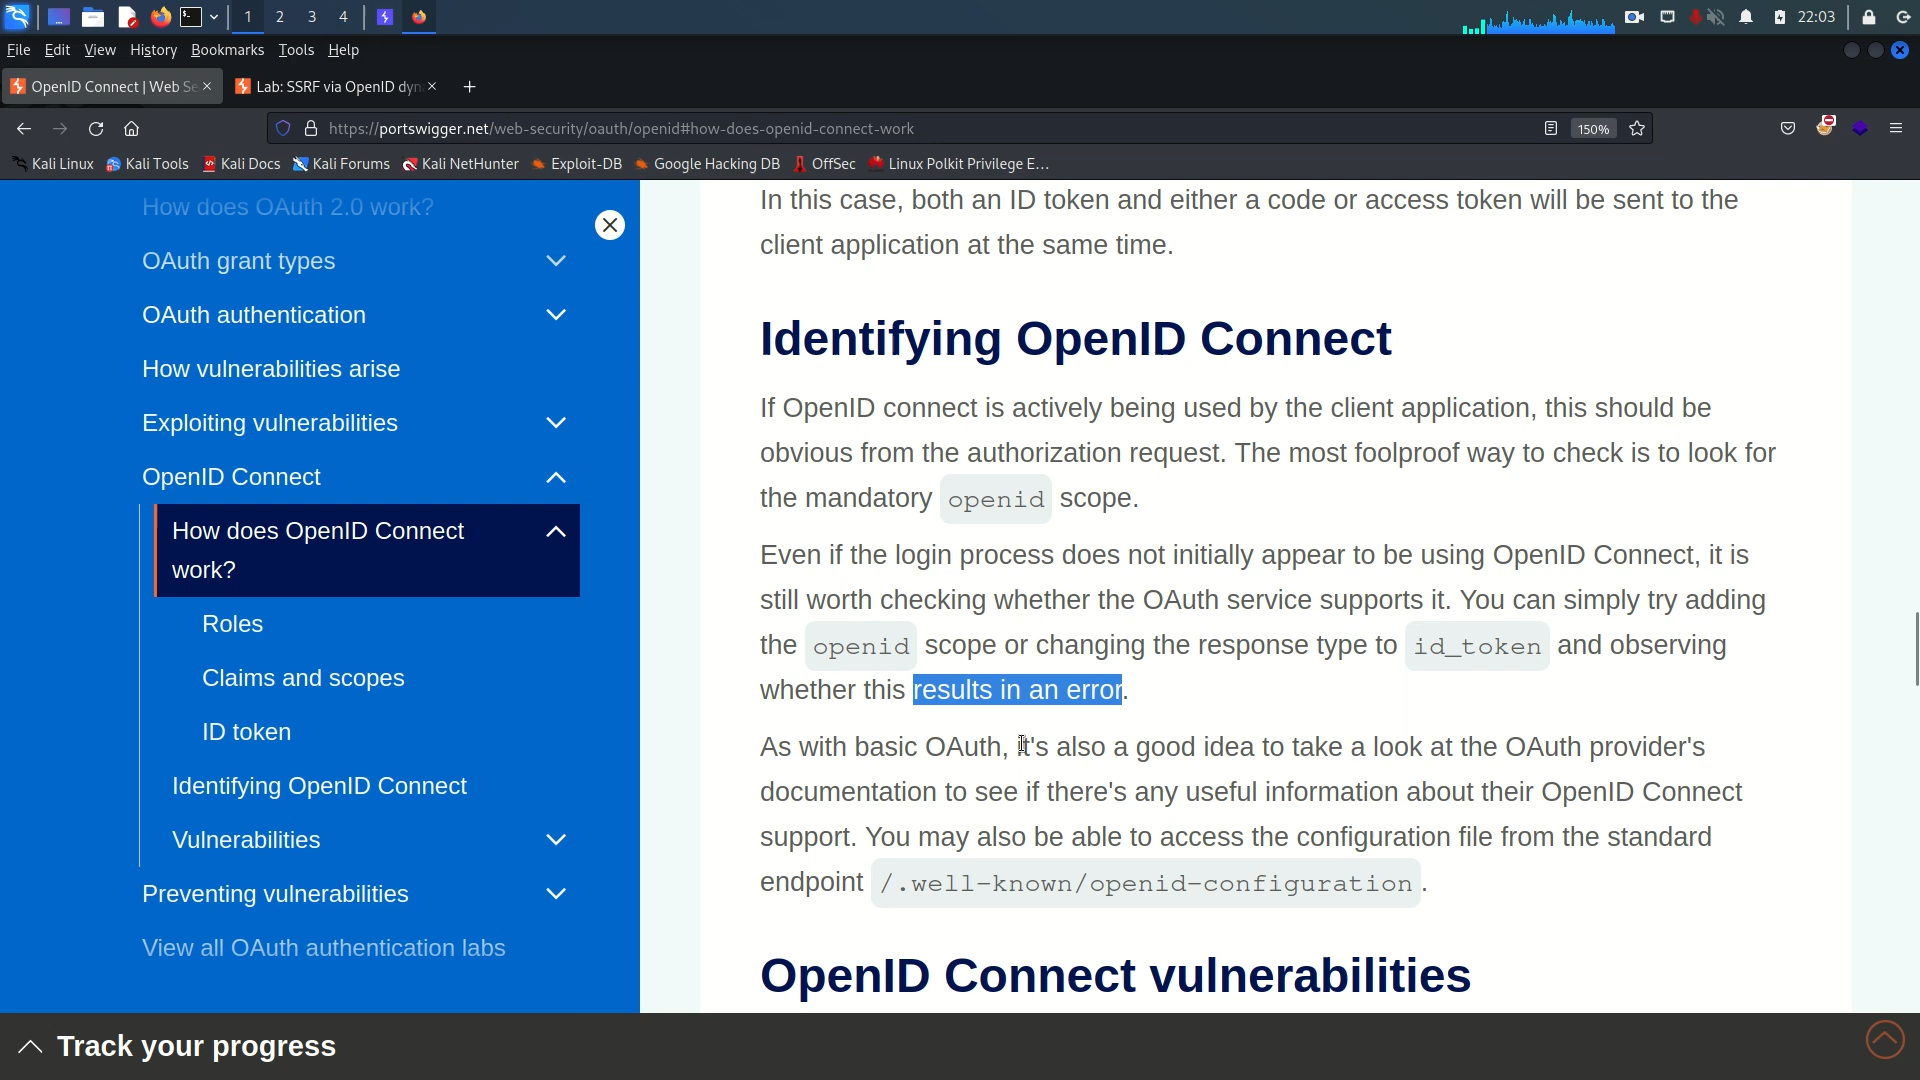 1 2 3 4 22:03
File Edit View History Bookmarks Tools Help
OpenID Connect | Web Se Lab: SSRF via OpenID dyn
https://portswigger.net/web-security/oauth/openid#how-does-openid-connect-work 150%
Kali Linux Kali Tools Kali Docs Kali Forums Kali NetHunter Exploit-DB Google Hacking DB OffSec Linux Polkit Privilege E...
How does OAuth 2.0 work?
OAuth grant types
OAuth authentication
How vulnerabilities arise
Exploiting vulnerabilities
OpenID Connect
How does OpenID Connect
work?
Roles
Claims and scopes
ID token
Identifying OpenID Connect
Vulnerabilities
Preventing vulnerabilities
View all OAuth authentication labs
In this case, both an ID token and either a code or access token will be sent to the
client application at the same time.
Identifying OpenID Connect
If OpenID connect is actively being used by the client application, this should be
obvious from the authorization request. The most foolproof way to check is to look for
the mandatory openid scope.
Even if the login process does not initially appear to be using OpenID Connect, it is
still worth checking whether the OAuth service supports it. You can simply try adding
the openid scope or changing the response type to id_token and observing
whether this results in an error.
As with basic OAuth, it's also a good idea to take a look at the OAuth provider's
documentation to see if there's any useful information about their OpenID Connect
support. You may also be able to access the configuration file from the standard
endpoint /.well-known/openid-configuration.
OpenID Connect vulnerabilities
Track your progress